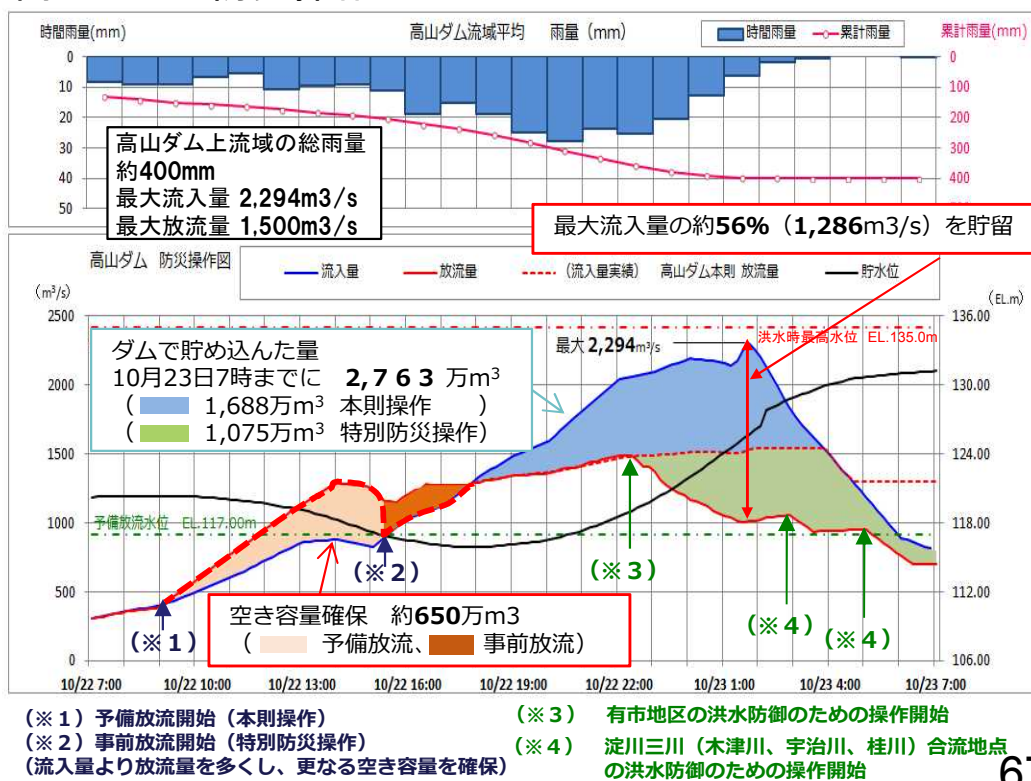 時間雨量(mm)
高山ダム流域平均 雨量（mm）
時間雨量 累計雨量
累計雨量(mm)
0
10
20
30
40
50
0
100
200
300
400
高山ダム上流域の総雨量
約400mm
最大流入量 2,294m3/s
最大放流量 1,500m3/s
最大流入量の約56%（1,286m3/s）を貯留
高山ダム 防災操作図
流入量 放流量 （流入量実績） 高山ダム本則 放流量 貯水位
（m³/s）
（EL.m）
2500
2000
1500
1000
500
0
136.00
130.00
124.00
118.00
112.00
106.00
洪水時最高水位 EL.135.0m
最大2,294m³/s
ダムで貯め込んた量
10月23日7時までに 2,763 万m³
（ 1,688万m³ 本則操作 ）
（ 1,075万m³ 特別防災操作）
予備放流水位 EL.117.00m
（※1）
（※2）
（※3）
（※4）
（※4）
空き容量確保 約650万m3
（ 予備放流、 事前放流）
10/22 7:00 10/22 10:00 10/22 13:00 10/22 16:00 10/22 19:00 10/22 22:00 10/23 1:00 10/23 4:00 10/23 7:00
（※1）予備放流開始（本則操作）
（※2）事前放流開始（特別防災操作）
（流入量より放流量を多くし、更なる空き容量を確保）
（※3） 有市地区の洪水防御のための操作開始
（※4） 淀川三川（木津川、宇治川、桂川）合流地点
の洪水防御のための操作開始